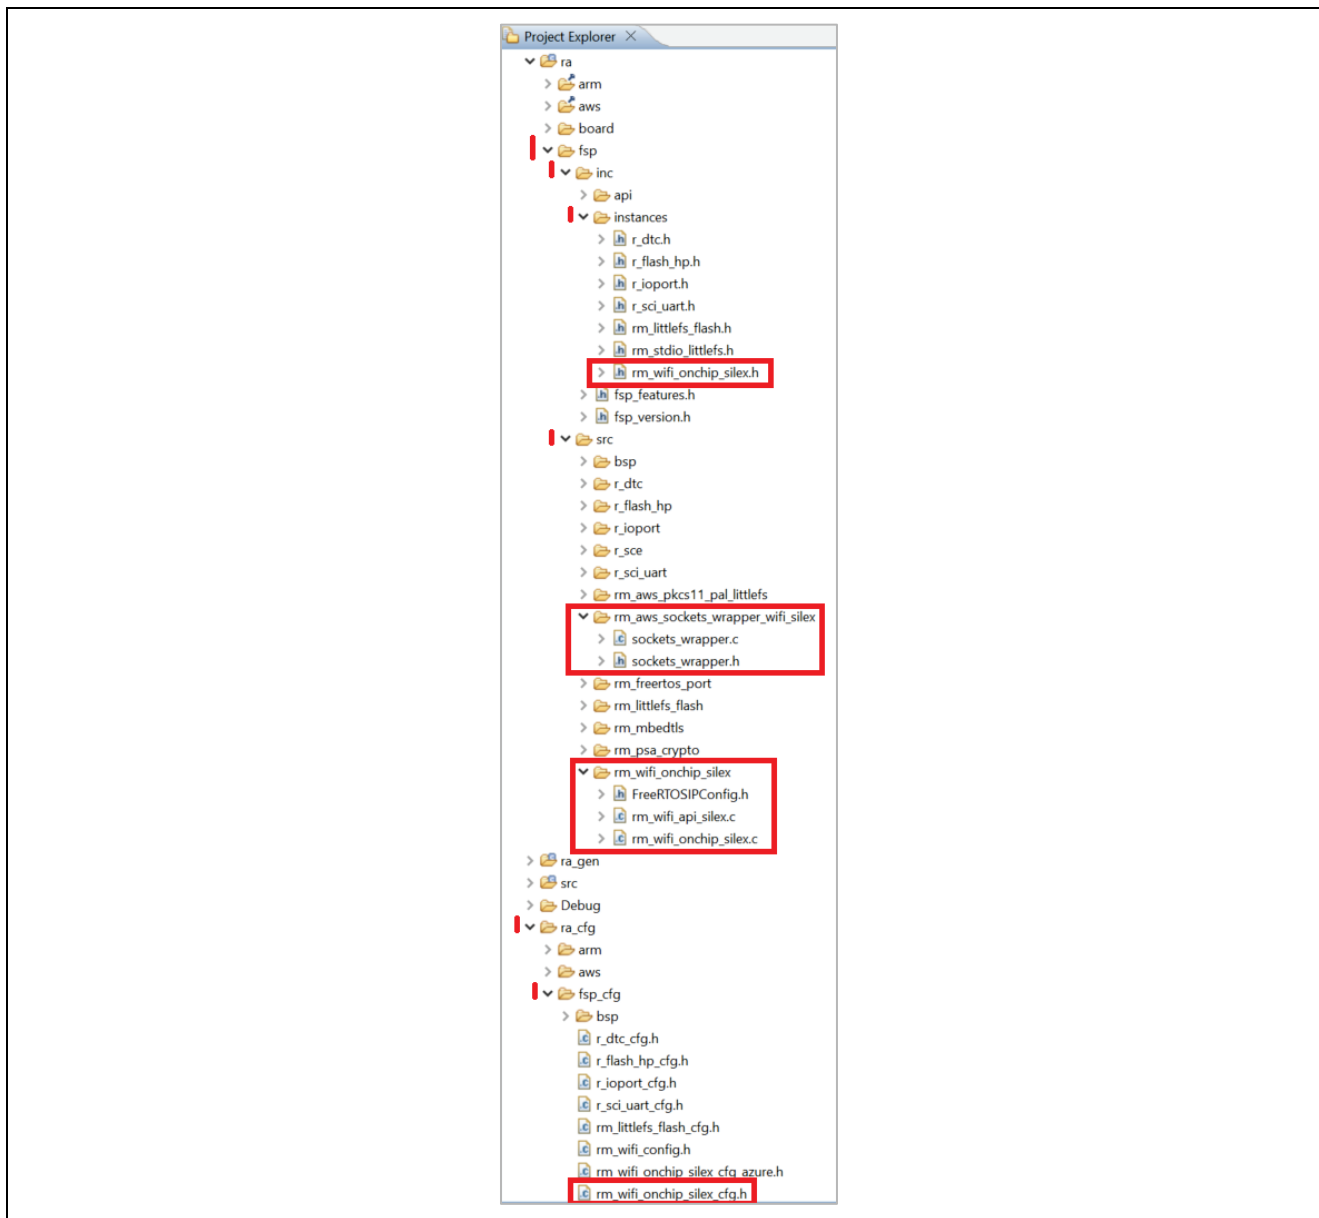 Project Explorer
ra
arm
aws
board
fsp
inc
api
instances
r_dtc.h
r_flash_hp.h
r_ioport.h
r_sci_uart.h
rm_littlefs_flash.h
rm_stdio_littlefs.h
rm_wifi_onchip_silex.h
fsp_features.h
fsp_version.h
src
bsp
r_dtc
r_flash_hp
r_ioport
r_sce
r_sci_uart
rm_aws_pkcs11_pal_littlefs
rm_aws_sockets_wrapper_wifi_silex
sockets_wrapper.c
sockets_wrapper.h
rm_freertos_port
rm_littlefs_flash
rm_mbedtls
rm_psa_crypto
rm_wifi_onchip_silex
FreeRTOSIPConfig.h
rm_wifi_api_silex.c
rm_wifi_onchip_silex.c
ra_gen
src
Debug
ra_cfg
arm
aws
fsp_cfg
bsp
r_dtc_cfg.h
r_flash_hp_cfg.h
r_ioport_cfg.h
r_sci_uart_cfg.h
rm_littlefs_flash_cfg.h
rm_wifi_config.h
rm_wifi_onchip_silex_cfg_azure.h
rm_wifi_onchip_silex_cfg.h